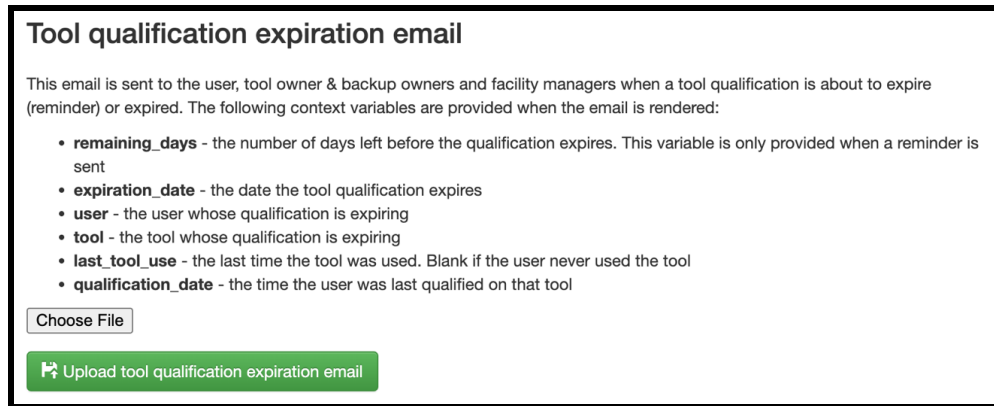 Tool qualification expiration email
This email is sent to the user, tool owner & backup owners and facility managers when a tool qualification is about to expire
(reminder) or expired. The following context variables are provided when the email is rendered:
• remaining_days - the number of days left before the qualification expires. This variable is only provided when a reminder is
sent
• expiration_date - the date the tool qualification expires
• user - the user whose qualification is expiring
• tool - the tool whose qualification is expiring
• last_tool_use - the last time the tool was used. Blank if the user never used the tool
• qualification_date - the time the user was last qualified on that tool
Choose File
Upload tool qualification expiration email